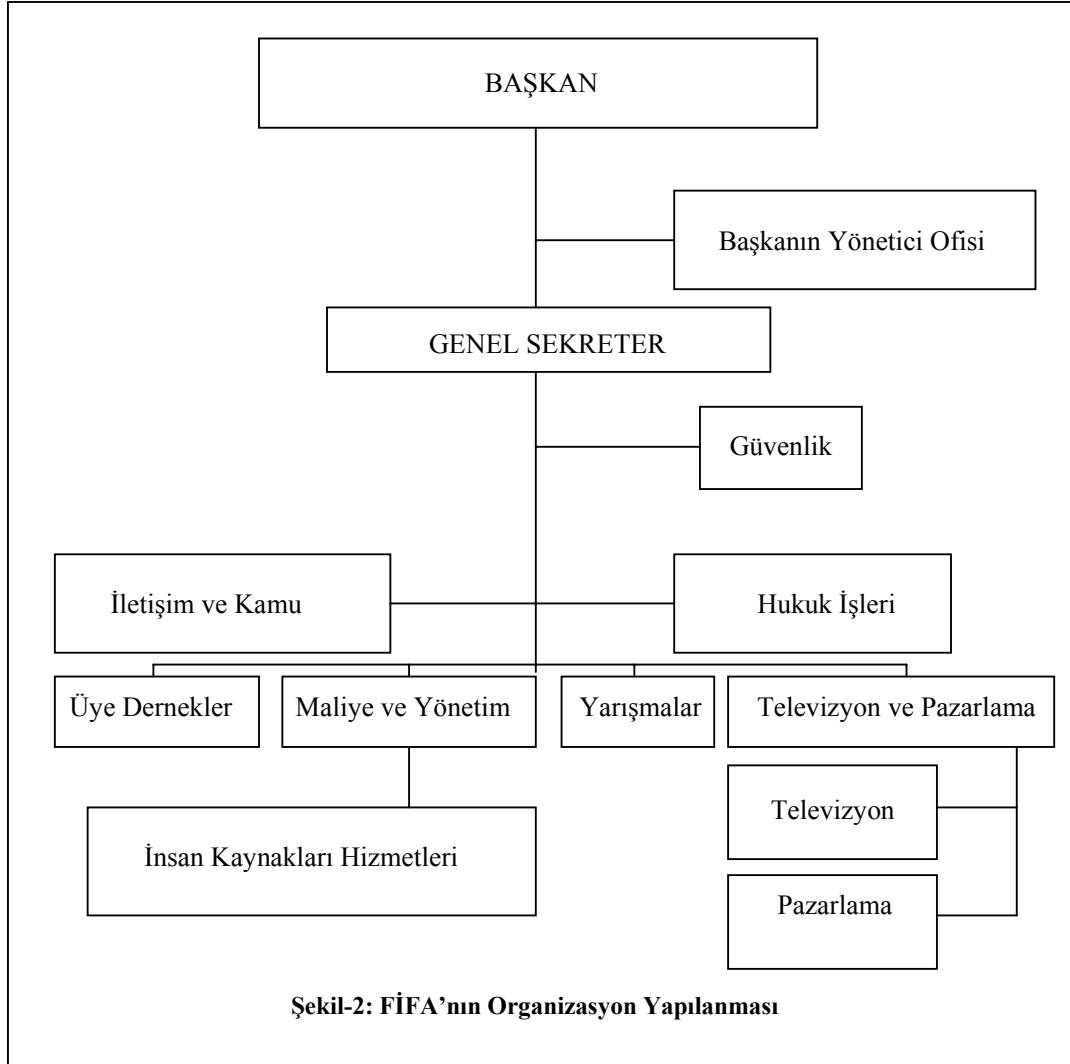 BAŞKAN
Başkanın Yönetici Ofisi
GENEL SEKRETER
Güvenlik
İletişim ve Kamu
Hukuk İşleri
Üye Dernekler
Maliye ve Yönetim
Yarışmalar
Televizyon ve Pazarlama
Televizyon
İnsan Kaynakları Hizmetleri
Pazarlama
Şekil-2: FİFA’nın Organizasyon Yapılanması